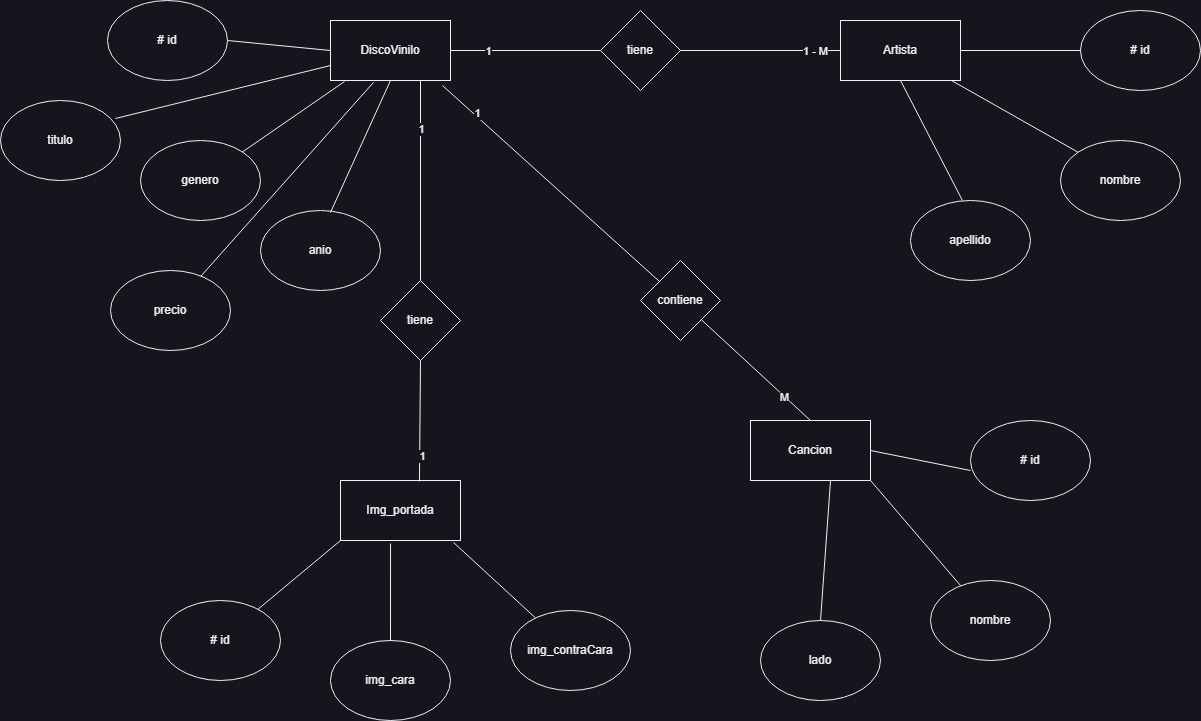 # id
DiscoVinilo
1
tiene
1 - M
Artista
# id
titulo
genero
anio
precio
1
1
nombre
apellido
tiene
contiene
1
M
Img_portada
Cancion
# id
# id
img_cara
img_contraCara
lado
nombre